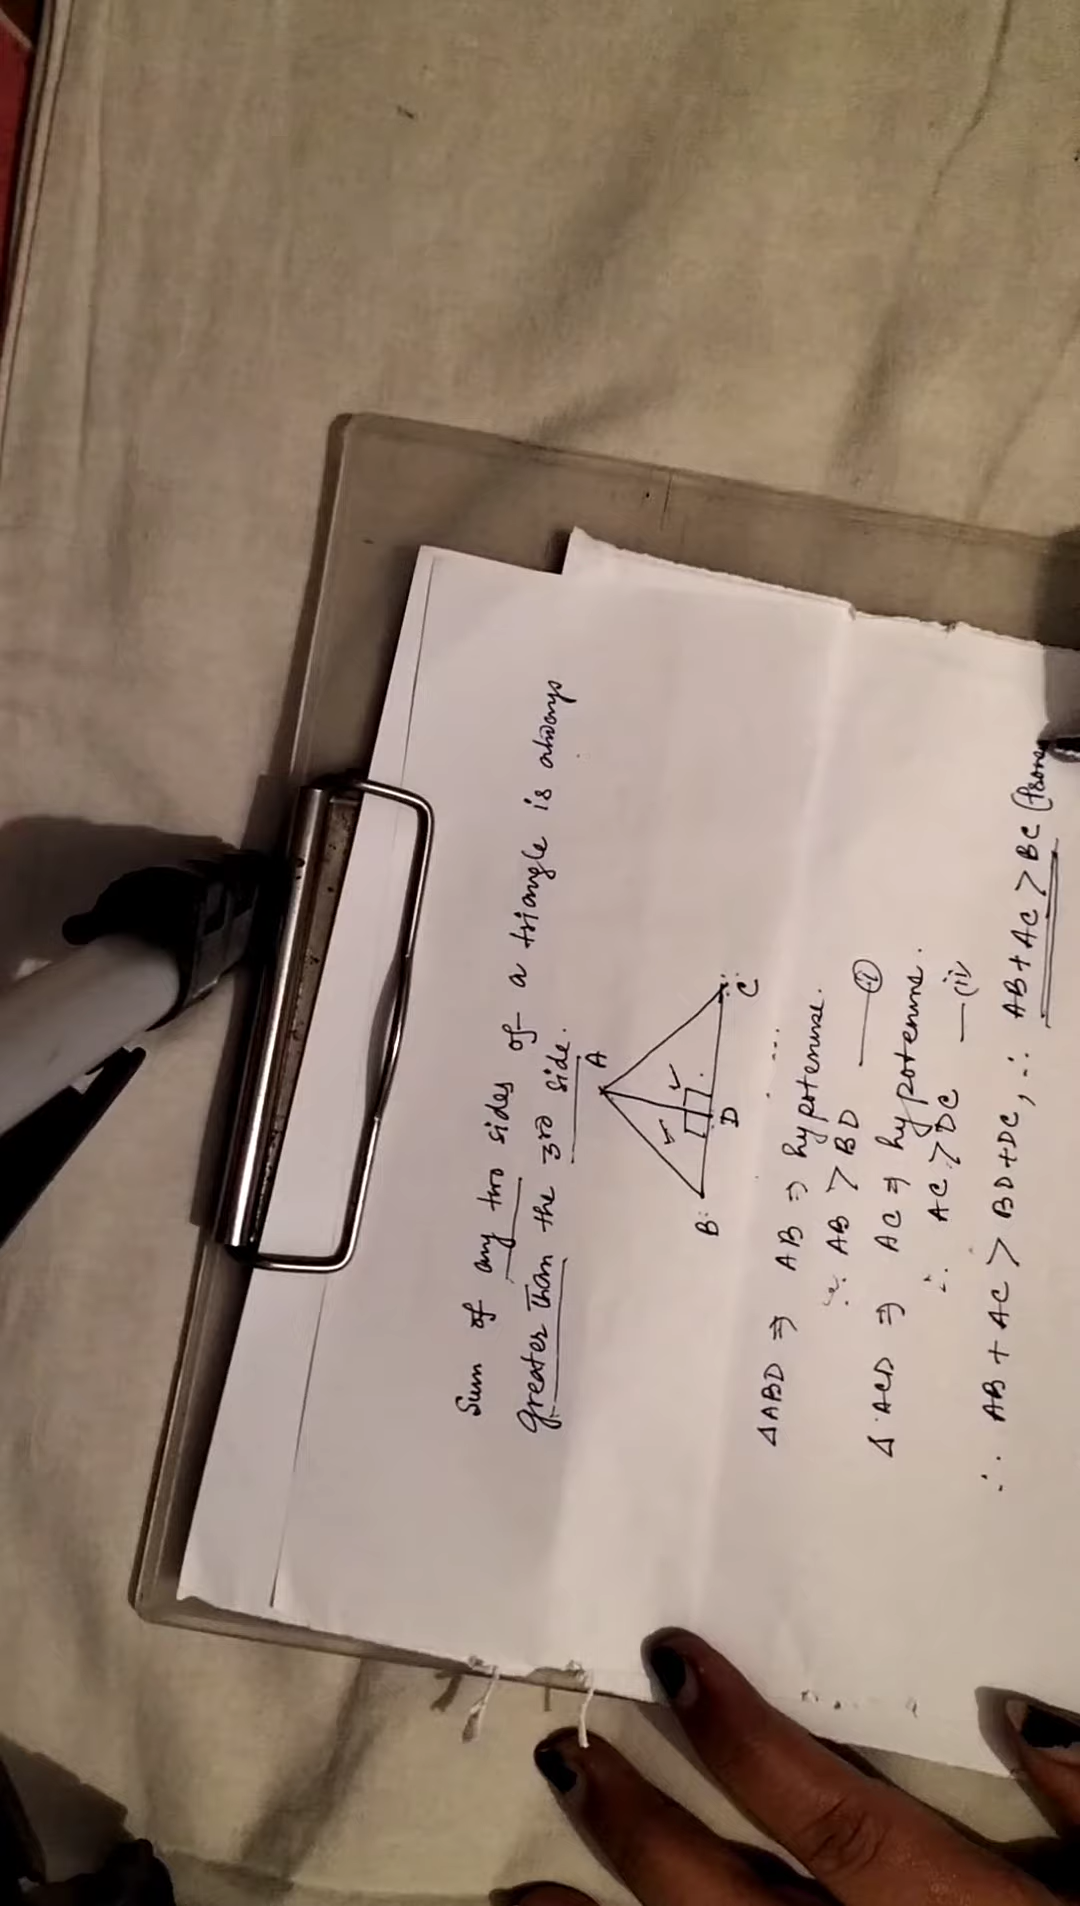 Sum of any two sides of a triangle is always
greater than the 3rd side.
A
B
D
C
△ABD ⇒ AB ⇒ hypotenuse.
∴ AB > BD —— (i)
△ ACD ⇒ AC ⇒ hypotenuse.
∴ AC > DC — (ii)
∴ AB + AC > BD + DC, ∴ AB + AC > BC